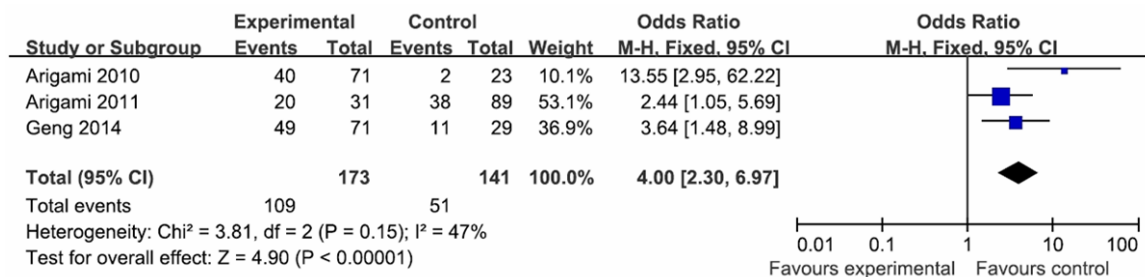 Experimental Control Odds Ratio Odds Ratio
Study or Subgroup Events Total Events Total Weight M-H, Fixed, 95% CI M-H, Fixed, 95% CI
Arigami 2010 40 71 2 23 10.1% 13.55 [2.95, 62.22]
Arigami 2011 20 31 38 89 53.1% 2.44 [1.05, 5.69]
Geng 2014 49 71 11 29 36.9% 3.64 [1.48, 8.99]
Total (95% CI) 173 141 100.0% 4.00 [2.30, 6.97]
Total events 109 51
Heterogeneity: Chi² = 3.81, df = 2 (P = 0.15); I² = 47%
Test for overall effect: Z = 4.90 (P < 0.00001)
0.01 0.1 1 10 100
Favours experimental Favours control